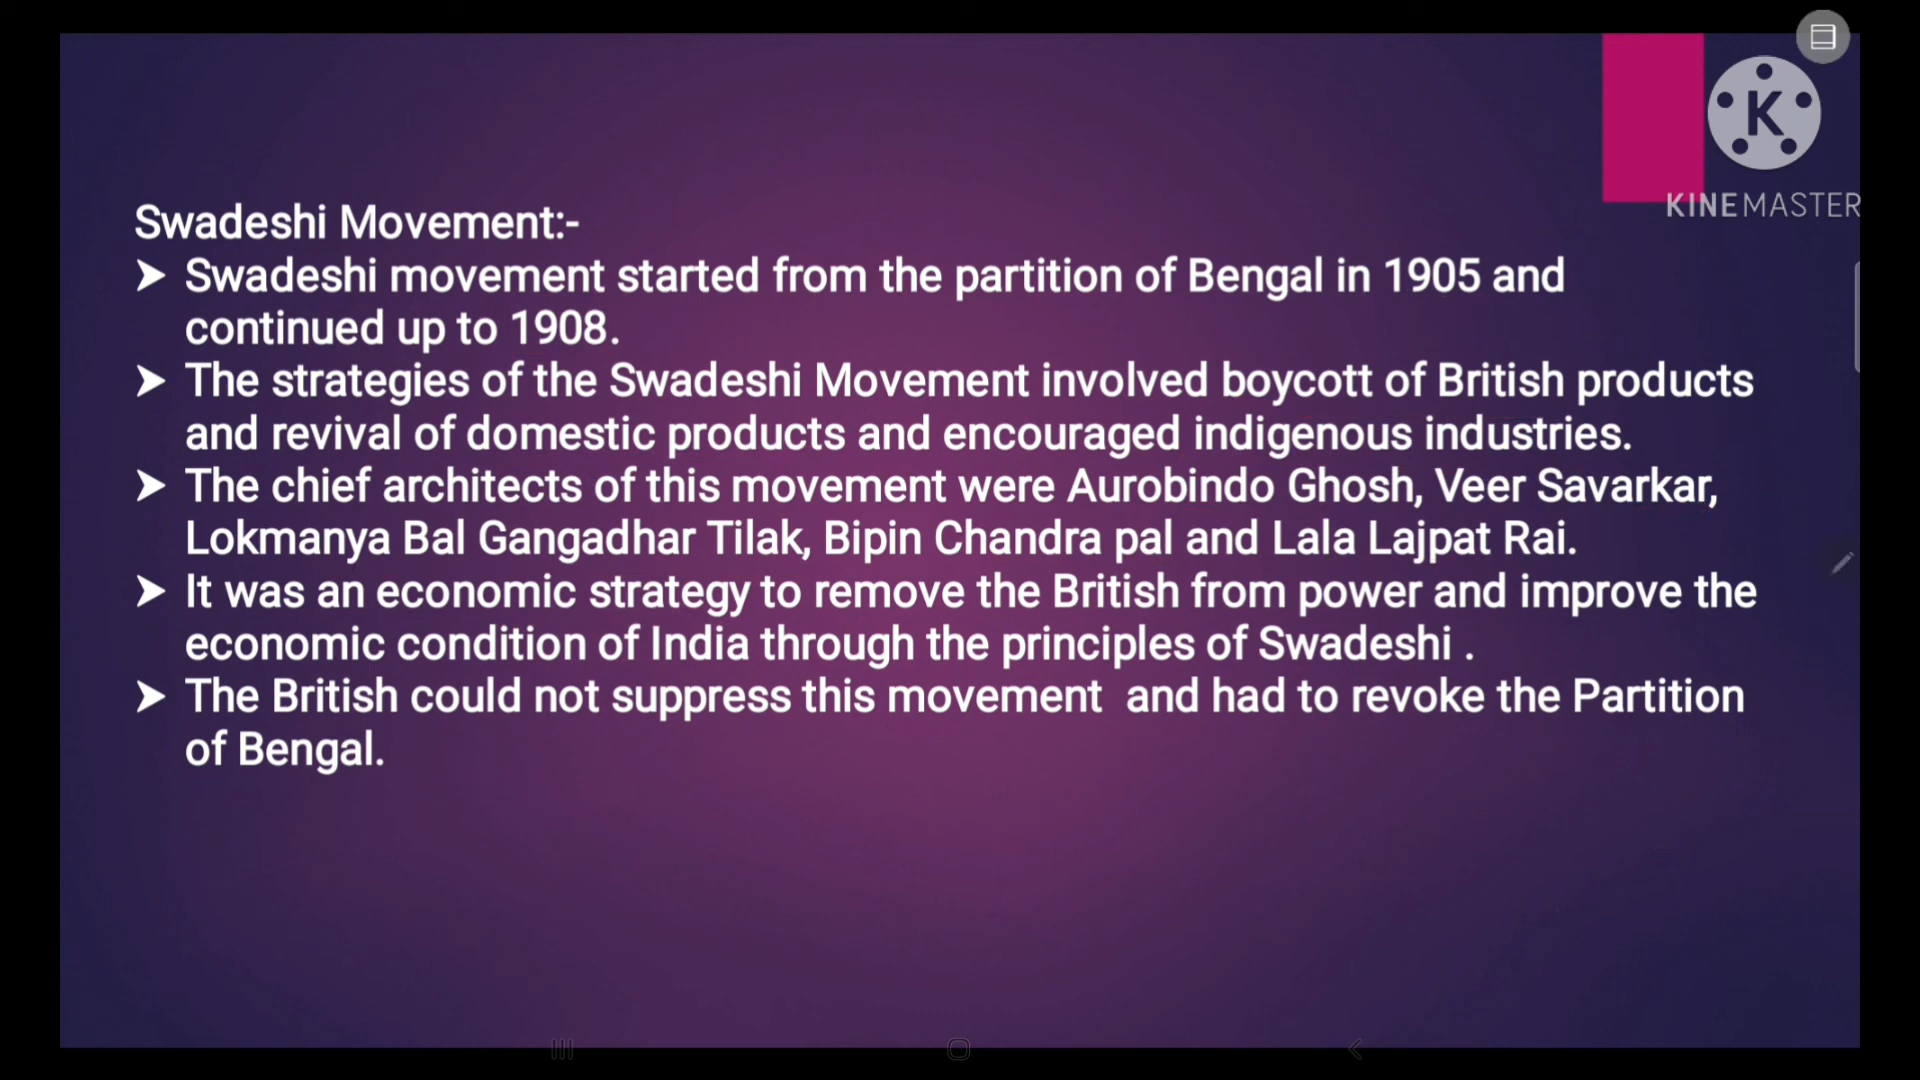 K
KINEMASTER
Swadeshi Movement:-
➤ Swadeshi movement started from the partition of Bengal in 1905 and
continued up to 1908.
➤ The strategies of the Swadeshi Movement involved boycott of British products
and revival of domestic products and encouraged indigenous industries.
➤ The chief architects of this movement were Aurobindo Ghosh, Veer Savarkar,
Lokmanya Bal Gangadhar Tilak, Bipin Chandra pal and Lala Lajpat Rai.
➤ It was an economic strategy to remove the British from power and improve the
economic condition of India through the principles of Swadeshi .
➤ The British could not suppress this movement  and had to revoke the Partition
of Bengal.